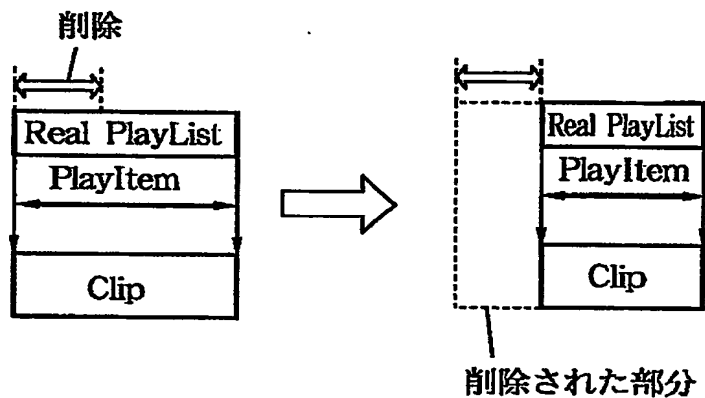 削除
Real PlayList
PlayItem
Clip
Real PlayList
PlayItem
Clip
削除された部分